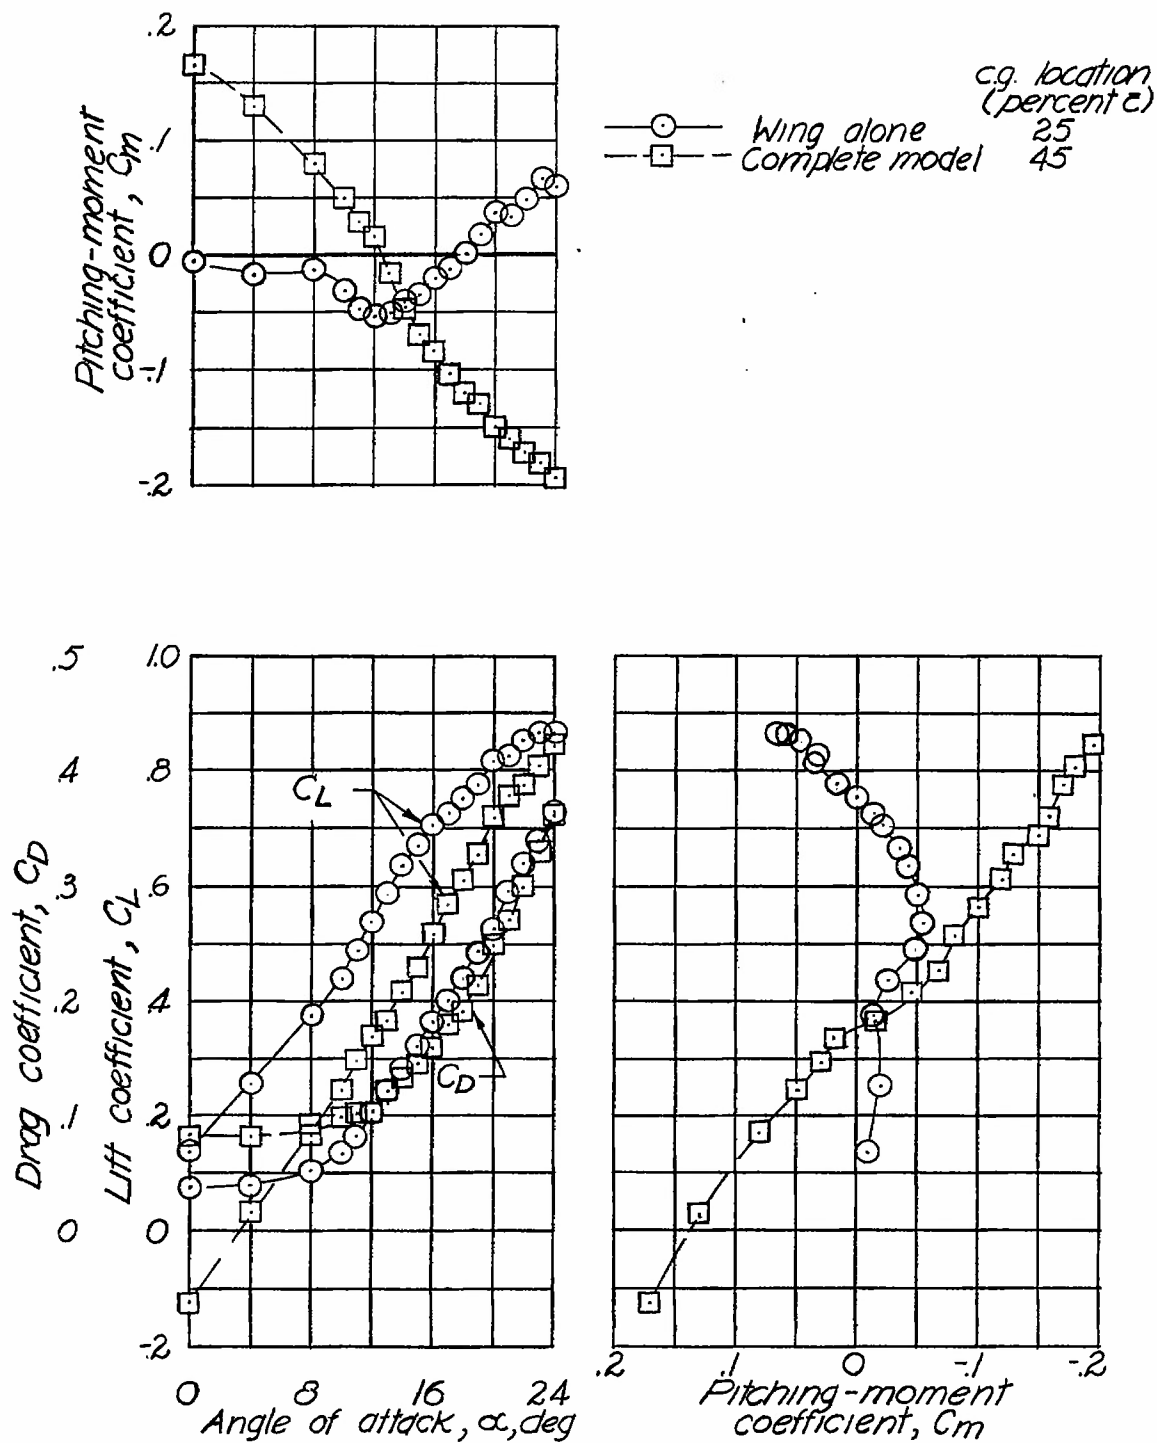 .2
.1
0
-.1
-.2
Pitching-moment
coefficient, Cm
c.g. location
(percent c̄)
Wing alone 25
Complete model 45
.5
.4
.3
.2
.1
0
Drag coefficient, CD
1.0
.8
.6
.4
.2
0
-.2
Lift coefficient, CL
CL
CD
0 8 16 24
Angle of attack, α, deg
.2 .1 0 -.1 -.2
Pitching-moment
coefficient, Cm